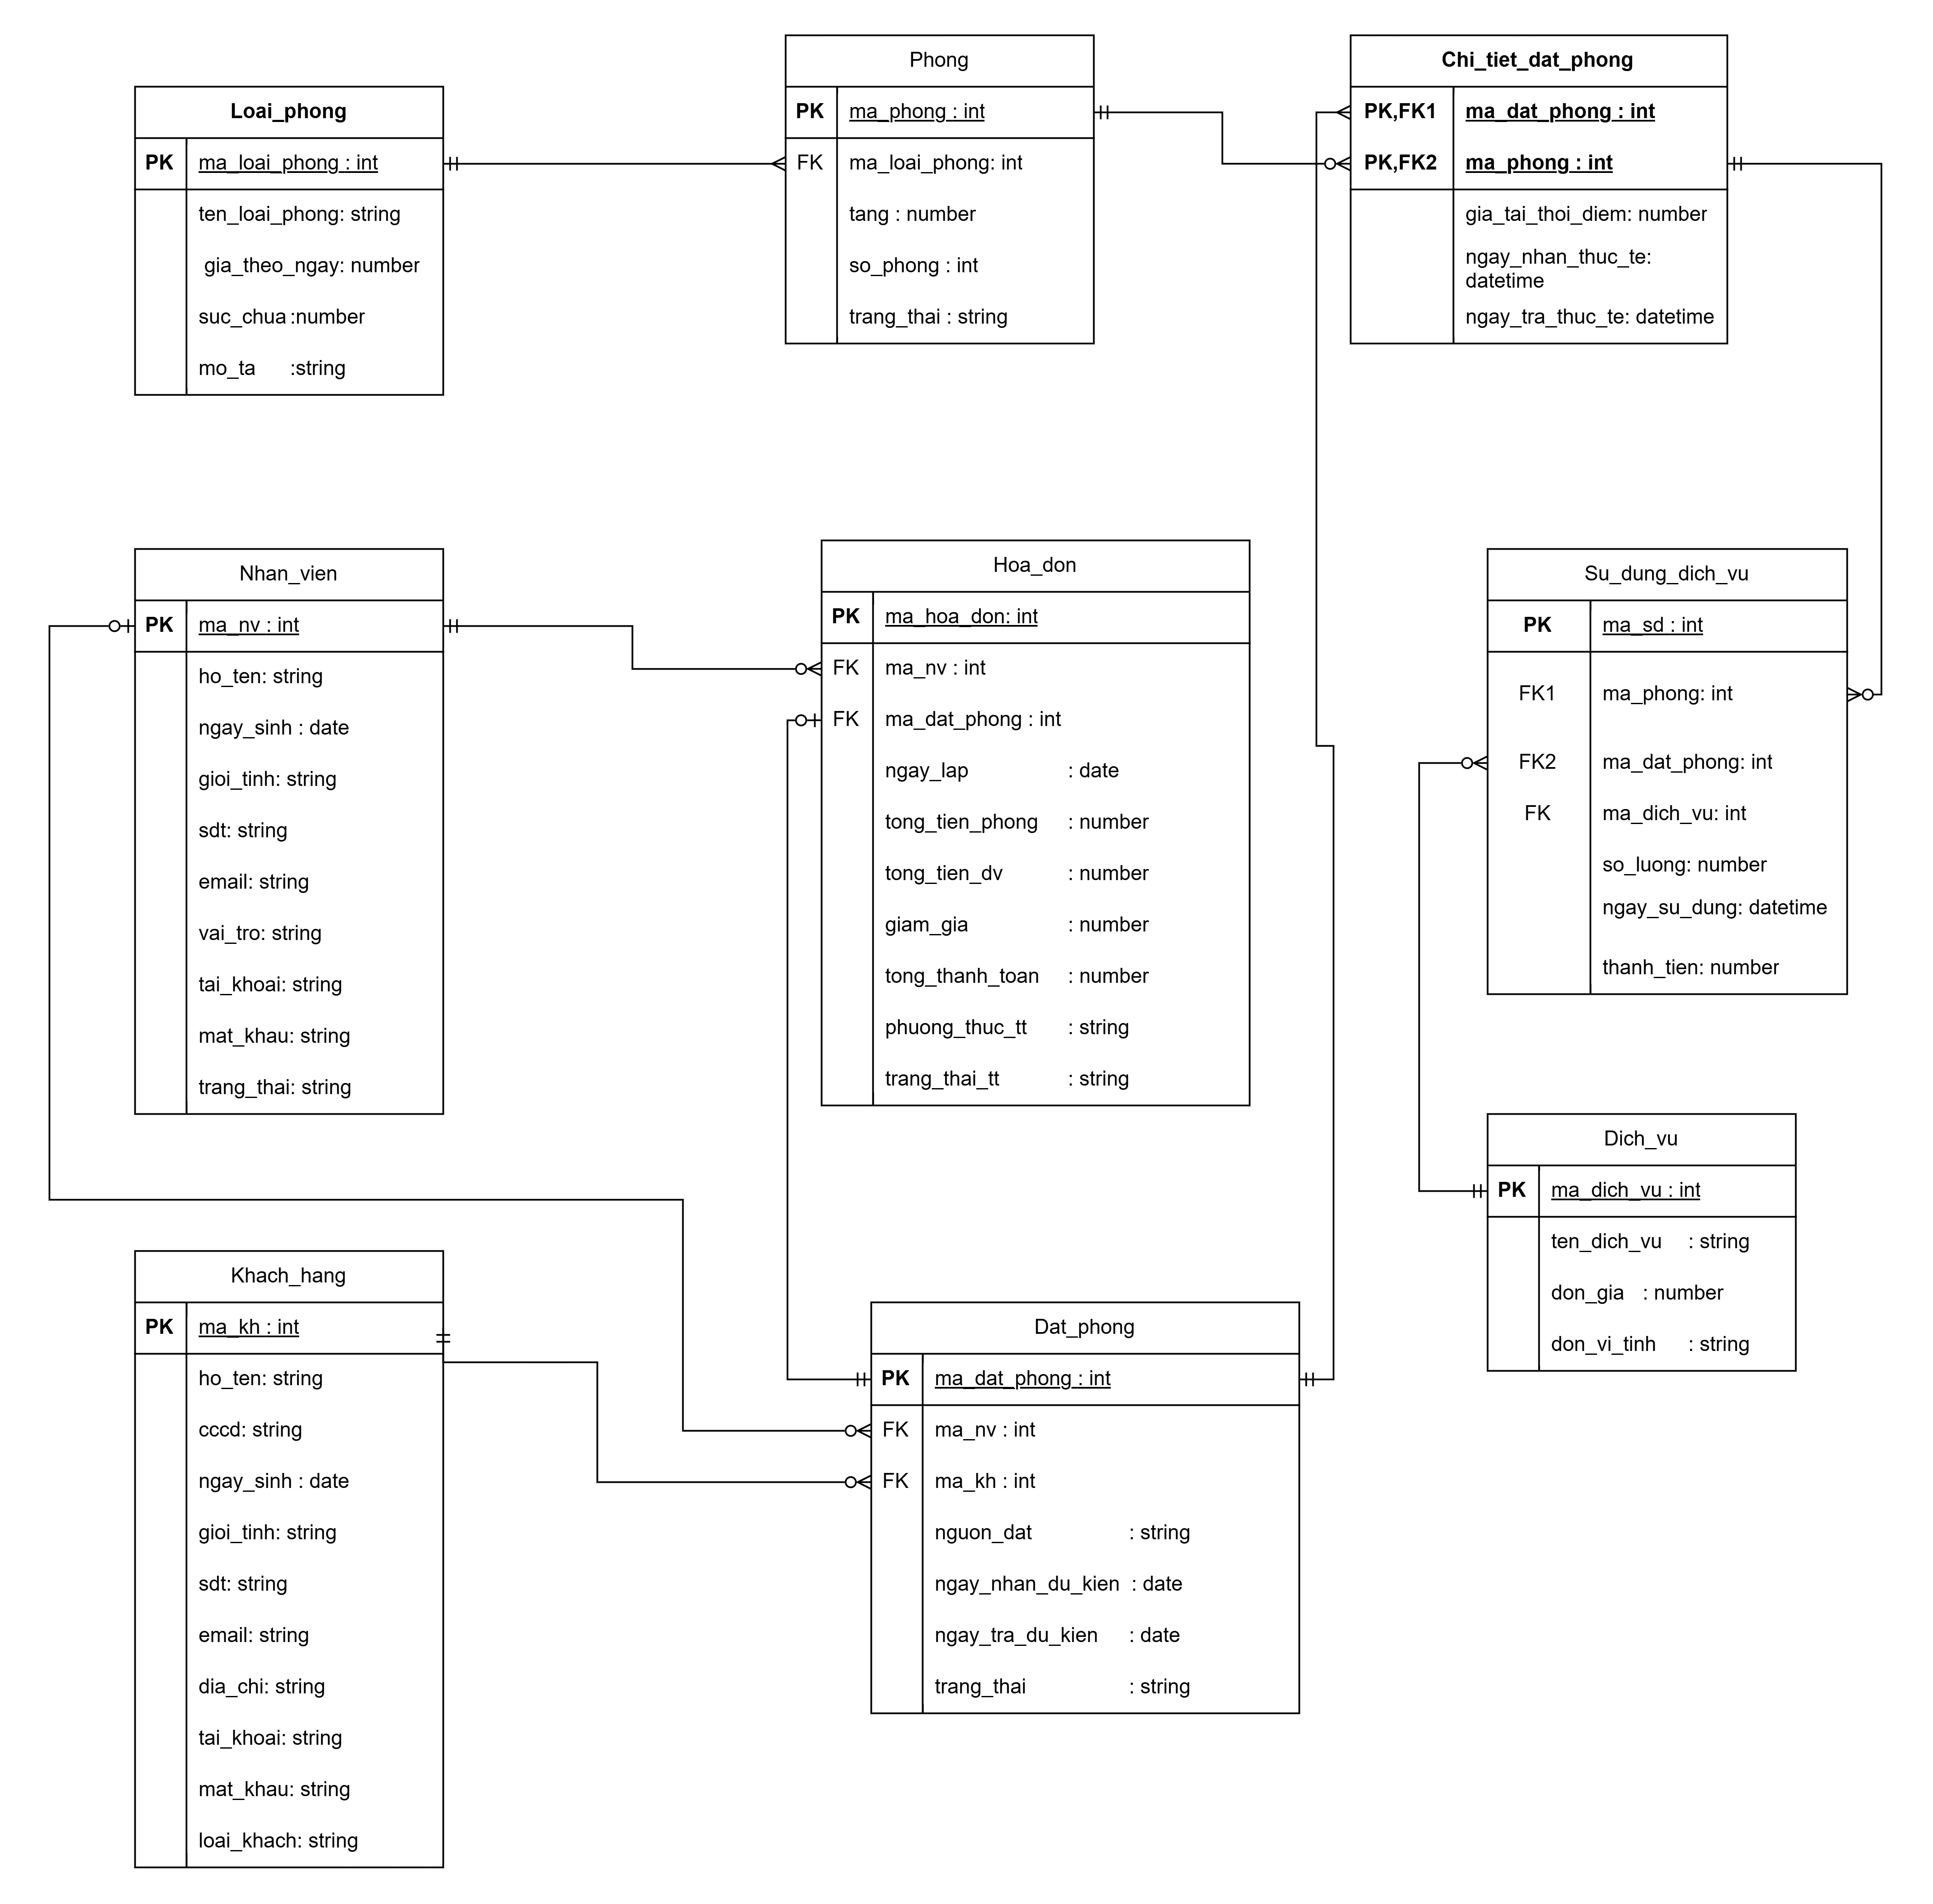 Loai_phong
PK ma_loai_phong : int
ten_loai_phong: string
gia_theo_ngay: number
suc_chua :number
mo_ta :string
Phong
PK ma_phong : int
FK ma_loai_phong: int
tang : number
so_phong : int
trang_thai : string
Chi_tiet_dat_phong
PK,FK1 ma_dat_phong : int
PK,FK2 ma_phong : int
gia_tai_thoi_diem: number
ngay_nhan_thuc_te:
datetime
ngay_tra_thuc_te: datetime
Nhan_vien
PK ma_nv : int
ho_ten: string
ngay_sinh : date
gioi_tinh: string
sdt: string
email: string
vai_tro: string
tai_khoai: string
mat_khau: string
trang_thai: string
Hoa_don
PK ma_hoa_don: int
FK ma_nv : int
FK ma_dat_phong : int
ngay_lap : date
tong_tien_phong : number
tong_tien_dv : number
giam_gia : number
tong_thanh_toan : number
phuong_thuc_tt : string
trang_thai_tt : string
Su_dung_dich_vu
PK ma_sd : int
FK1 ma_phong: int
FK2 ma_dat_phong: int
FK ma_dich_vu: int
so_luong: number
ngay_su_dung: datetime
thanh_tien: number
Dich_vu
PK ma_dich_vu : int
ten_dich_vu : string
don_gia : number
don_vi_tinh : string
Khach_hang
PK ma_kh : int
ho_ten: string
cccd: string
ngay_sinh : date
gioi_tinh: string
sdt: string
email: string
dia_chi: string
tai_khoai: string
mat_khau: string
loai_khach: string
Dat_phong
PK ma_dat_phong : int
FK ma_nv : int
FK ma_kh : int
nguon_dat : string
ngay_nhan_du_kien : date
ngay_tra_du_kien : date
trang_thai : string